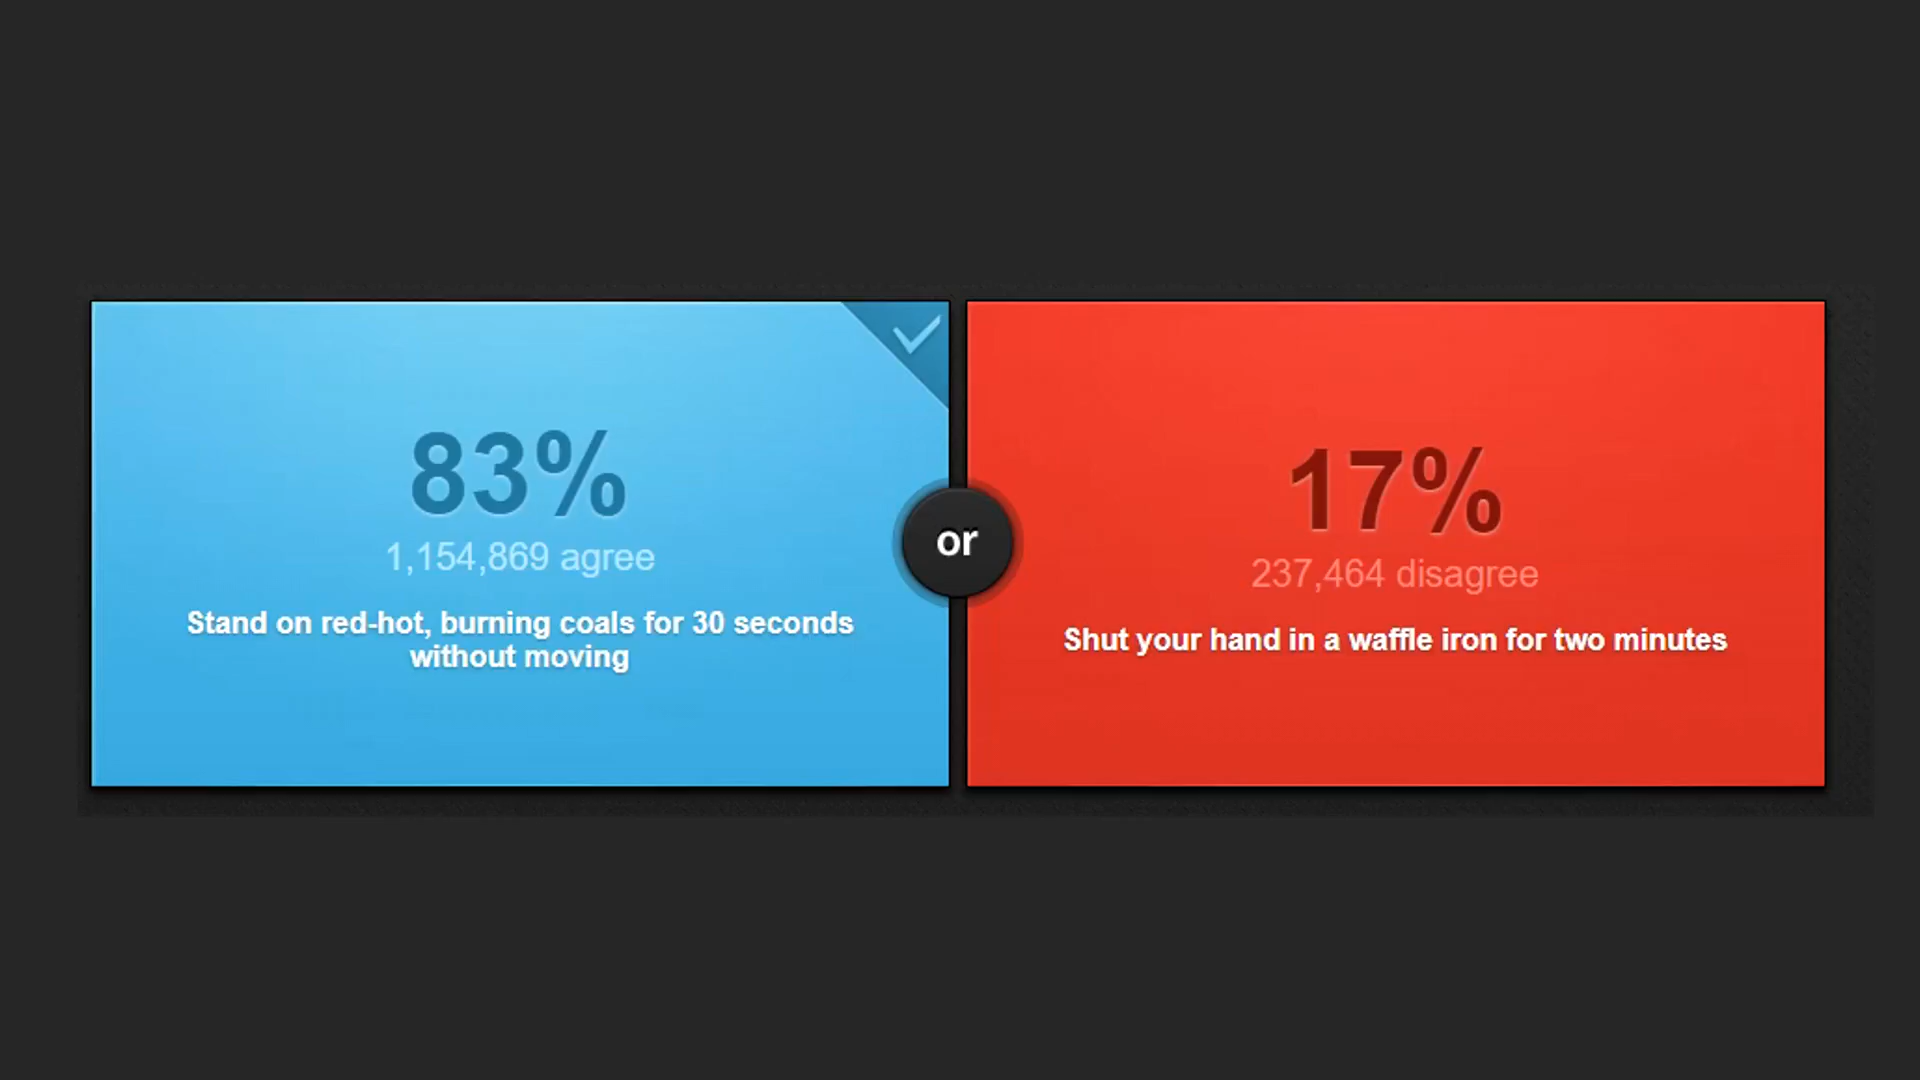 83%
1,154,869 agree
Stand on red-hot, burning coals for 30 seconds
without moving
or
17%
237,464 disagree
Shut your hand in a waffle iron for two minutes